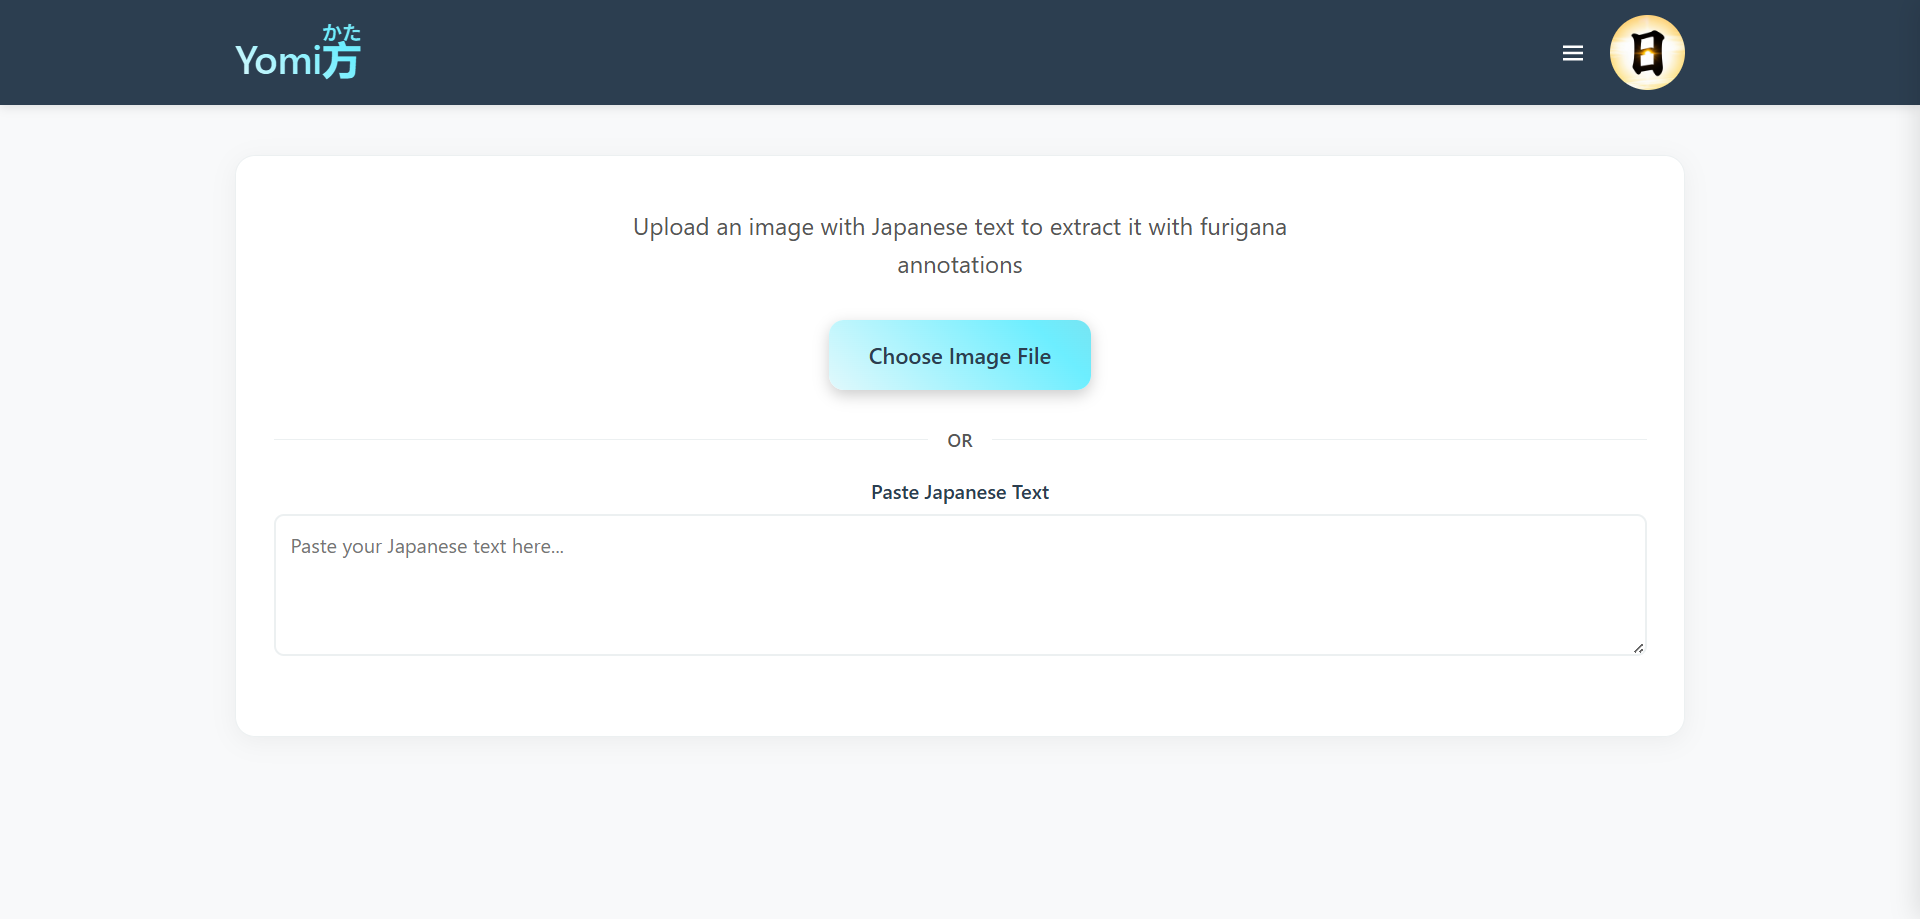 かた
Yomi方
日
Upload an image with Japanese text to extract it with furigana
annotations
Choose Image File
OR
Paste Japanese Text
Paste your Japanese text here...